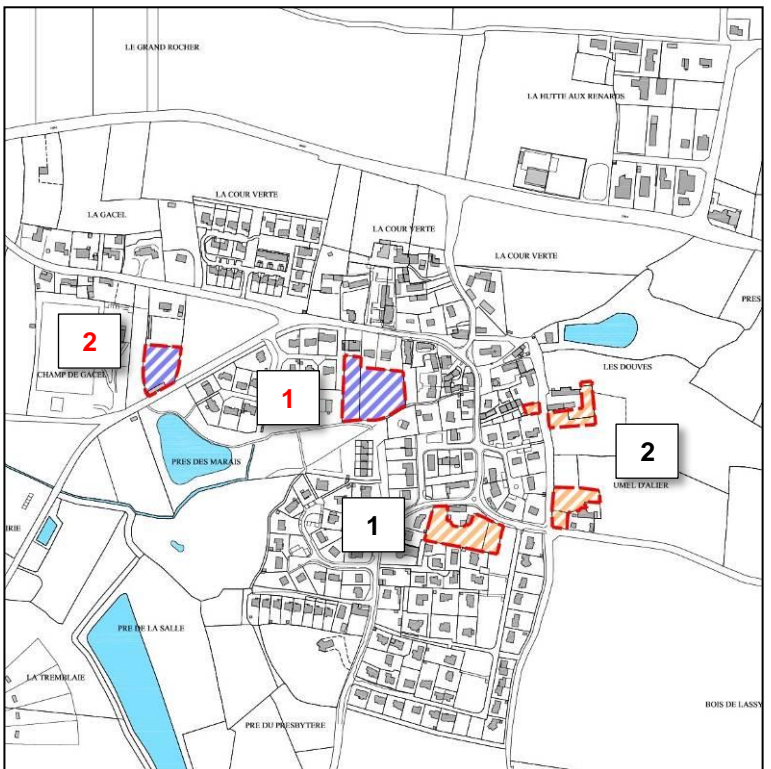 LE GRAND ROCHER
LA HUTTE AUX RENARDS
LA COUR VERTE
LA GACEL
LA COUR VERTE
LA COUR VERTE
PRES
2
CHAMP DE GACEL
LES DOUVES
1
2
PRES DES MARAIS
UMEL D'ALIER
1
IRIE
PRE DE LA SALLE
LA TREMBLAIE
BOIS DE LASSY
PRE DU PRESBYTERE